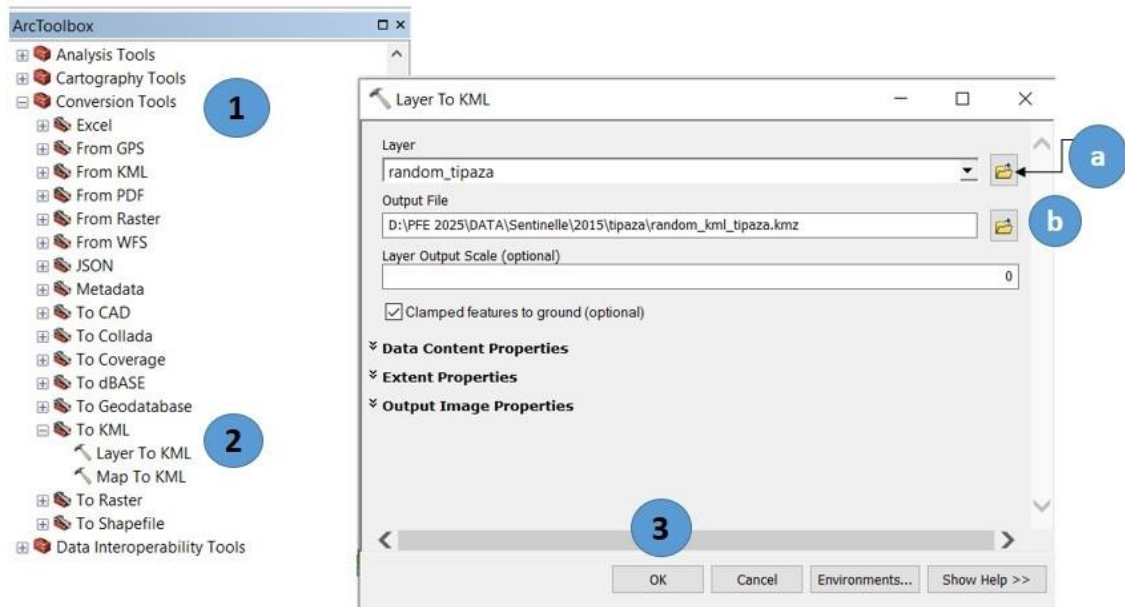 ArcToolbox
Analysis Tools
Cartography Tools
Conversion Tools
1
Excel
From GPS
From KML
From PDF
From Raster
From WFS
JSON
Metadata
To CAD
To Collada
To Coverage
To dBASE
To Geodatabase
To KML
2
Layer To KML
Map To KML
To Raster
To Shapefile
Data Interoperability Tools
Layer To KML
Layer
random_tipaza
a
Output File
D:\PFE 2025\DATA\Sentinelle\2015\tipaza\random_kml_tipaza.kmz
b
Layer Output Scale (optional)
0
Clamped features to ground (optional)
Data Content Properties
Extent Properties
Output Image Properties
3
OK
Cancel
Environments...
Show Help >>